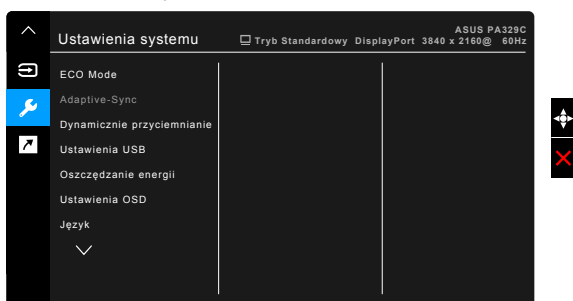 ASUS PA329C
Ustawienia systemu
Tryb Standardowy DisplayPort 3840 x 2160@ 60Hz
ECO Mode
Adaptive-Sync
Dynamicznie przyciemnianie
Ustawienia USB
Oszczędzanie energii
Ustawienia OSD
Język